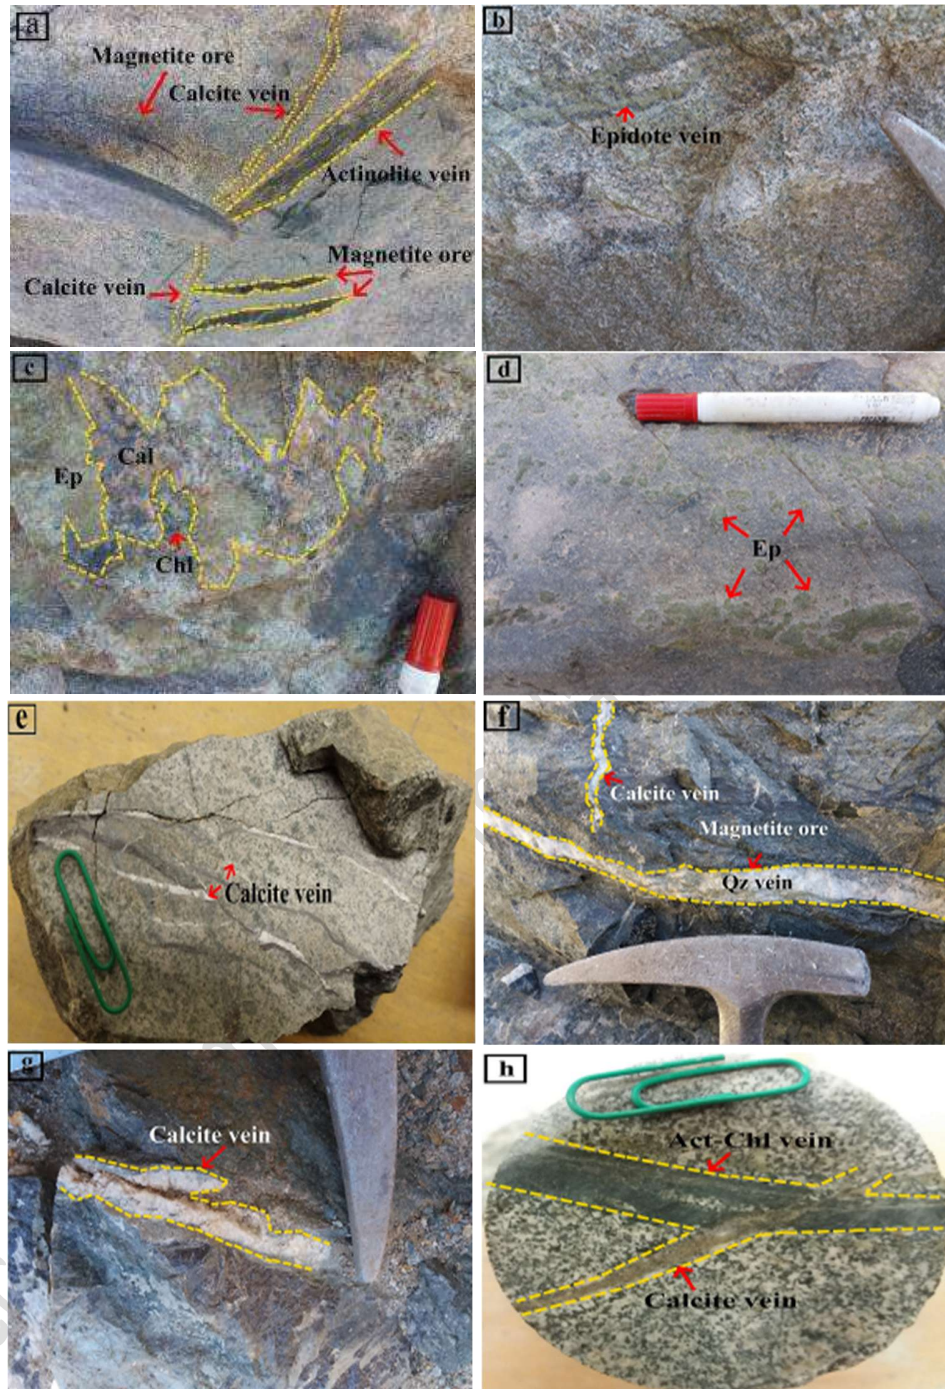 a
Magnetite ore
Calcite vein
Actinolite vein
Magnetite ore
Calcite vein
b
Epidote vein
c
Cal
Ep
Chl
d
Ep
e
Calcite vein
f
Calcite vein
Magnetite ore
Qz vein
g
Calcite vein
h
Act-Chl vein
Calcite vein